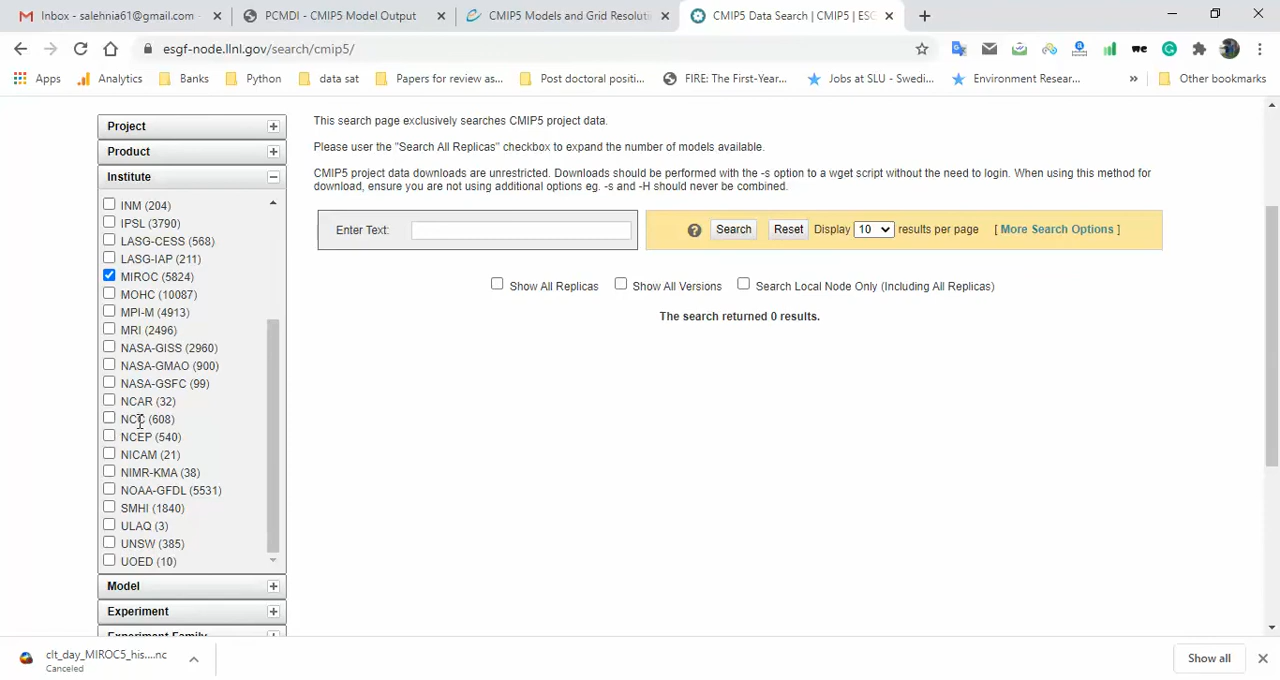 Inbox - salehnia61@gmail.com -
PCMDI - CMIP5 Model Output
CMIP5 Models and Grid Resoluti
CMIP5 Data Search | CMIP5 | ESG
esgf-node.llnl.gov/search/cmip5/
Apps
Analytics
Banks
Python
data sat
Papers for review as...
Post doctoral positi...
FIRE: The First-Year...
Jobs at SLU - Swedi...
Environment Resear...
»
Other bookmarks
Project
Product
Institute
INM (204)
IPSL (3790)
LASG-CESS (568)
LASG-IAP (211)
MIROC (5824)
MOHC (10087)
MPI-M (4913)
MRI (2496)
NASA-GISS (2960)
NASA-GMAO (900)
NASA-GSFC (99)
NCAR (32)
NCC (608)
NCEP (540)
NICAM (21)
NIMR-KMA (38)
NOAA-GFDL (5531)
SMHI (1840)
ULAQ (3)
UNSW (385)
UOED (10)
Model
Experiment
Experiment Family
This search page exclusively searches CMIP5 project data.
Please user the "Search All Replicas" checkbox to expand the number of models available.
CMIP5 project data downloads are unrestricted. Downloads should be performed with the -s option to a wget script without the need to login. When using this method for
download, ensure you are not using additional options eg. -s and -H should never be combined.
Enter Text:
Search
Reset
Display 10 results per page
[ More Search Options ]
Show All Replicas
Show All Versions
Search Local Node Only (Including All Replicas)
The search returned 0 results.
clt_day_MIROC5_his....nc
Canceled
Show all